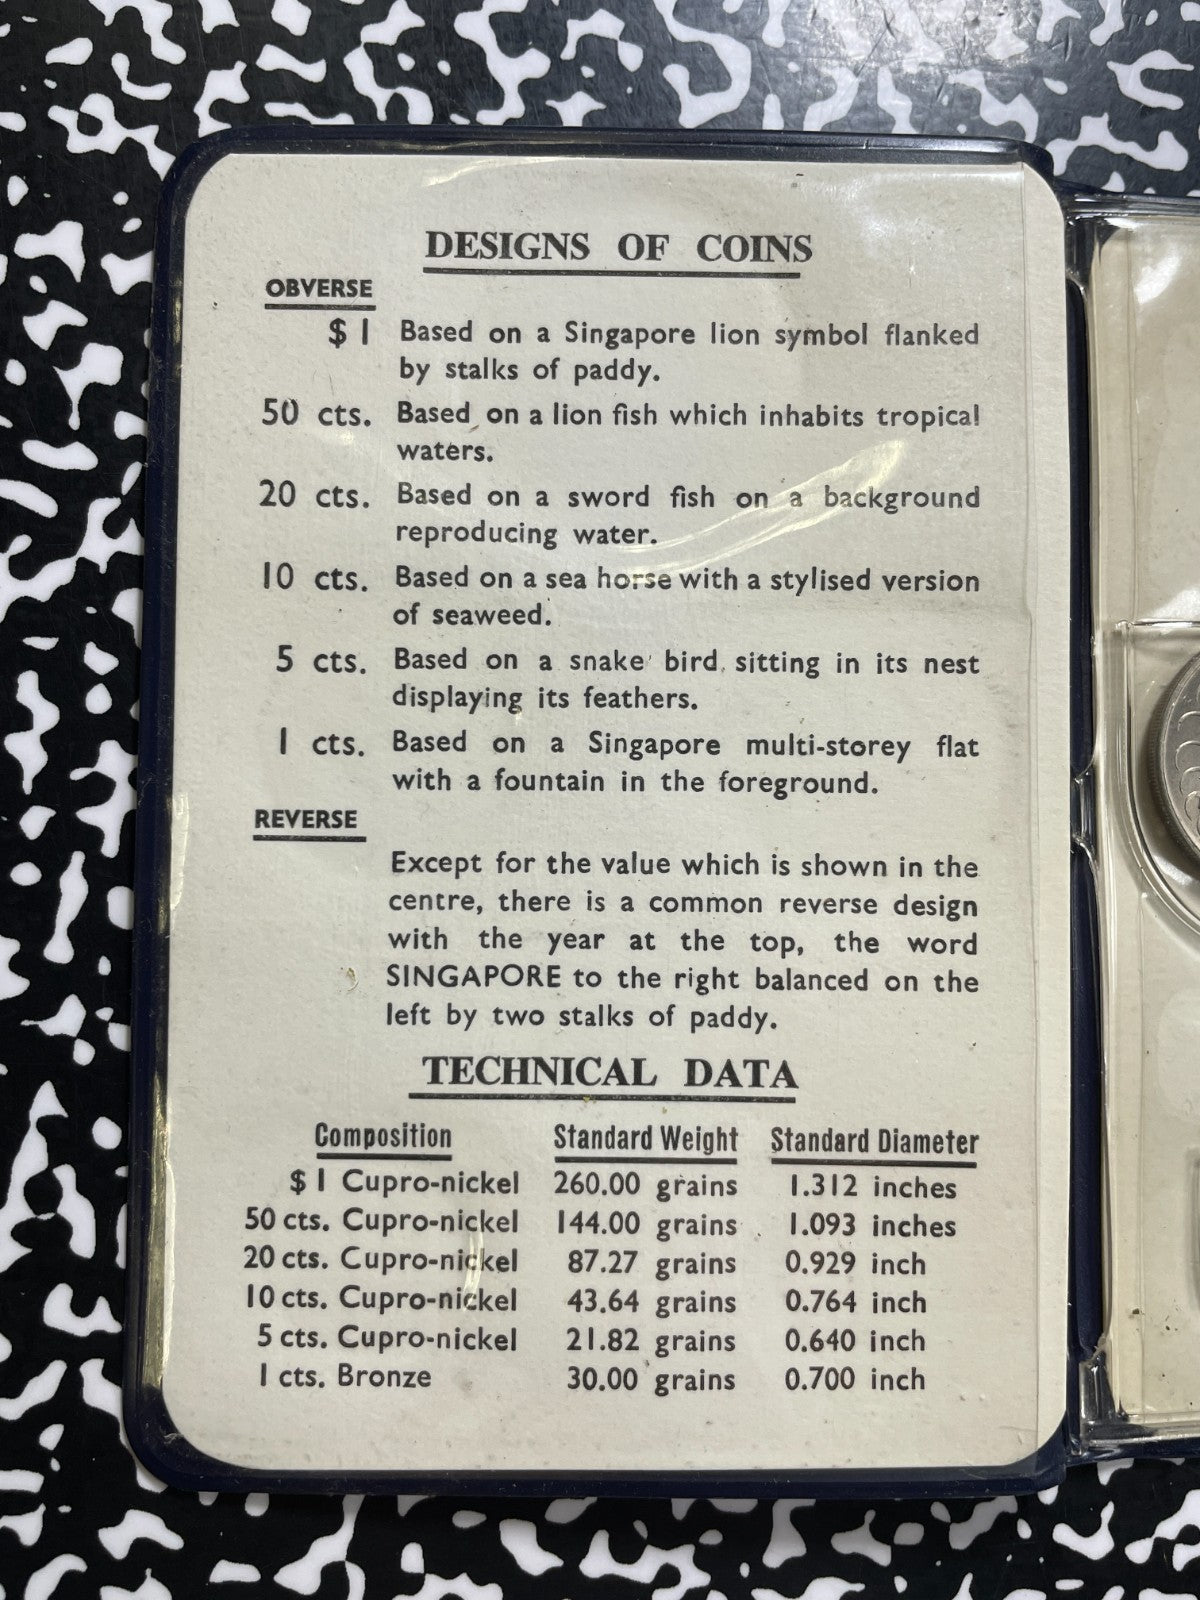 DESIGNS OF COINS
OBVERSE
$1 Based on a Singapore lion symbol flanked
by stalks of paddy.
50 cts. Based on a lion fish which inhabits tropical
waters.
20 cts. Based on a sword fish on a background
reproducing water.
10 cts. Based on a sea horse with a stylised version
of seaweed.
5 cts. Based on a snake bird sitting in its nest
displaying its feathers.
1 cts. Based on a Singapore multi-storey flat
with a fountain in the foreground.
REVERSE
Except for the value which is shown in the
centre, there is a common reverse design
with the year at the top, the word
SINGAPORE to the right balanced on the
left by two stalks of paddy.
TECHNICAL DATA
Composition Standard Weight Standard Diameter
$1 Cupro-nickel 260.00 grains 1.312 inches
50 cts. Cupro-nickel 144.00 grains 1.093 inches
20 cts. Cupro-nickel 87.27 grains 0.929 inch
10 cts. Cupro-nickel 43.64 grains 0.764 inch
5 cts. Cupro-nickel 21.82 grains 0.640 inch
1 cts. Bronze 30.00 grains 0.700 inch